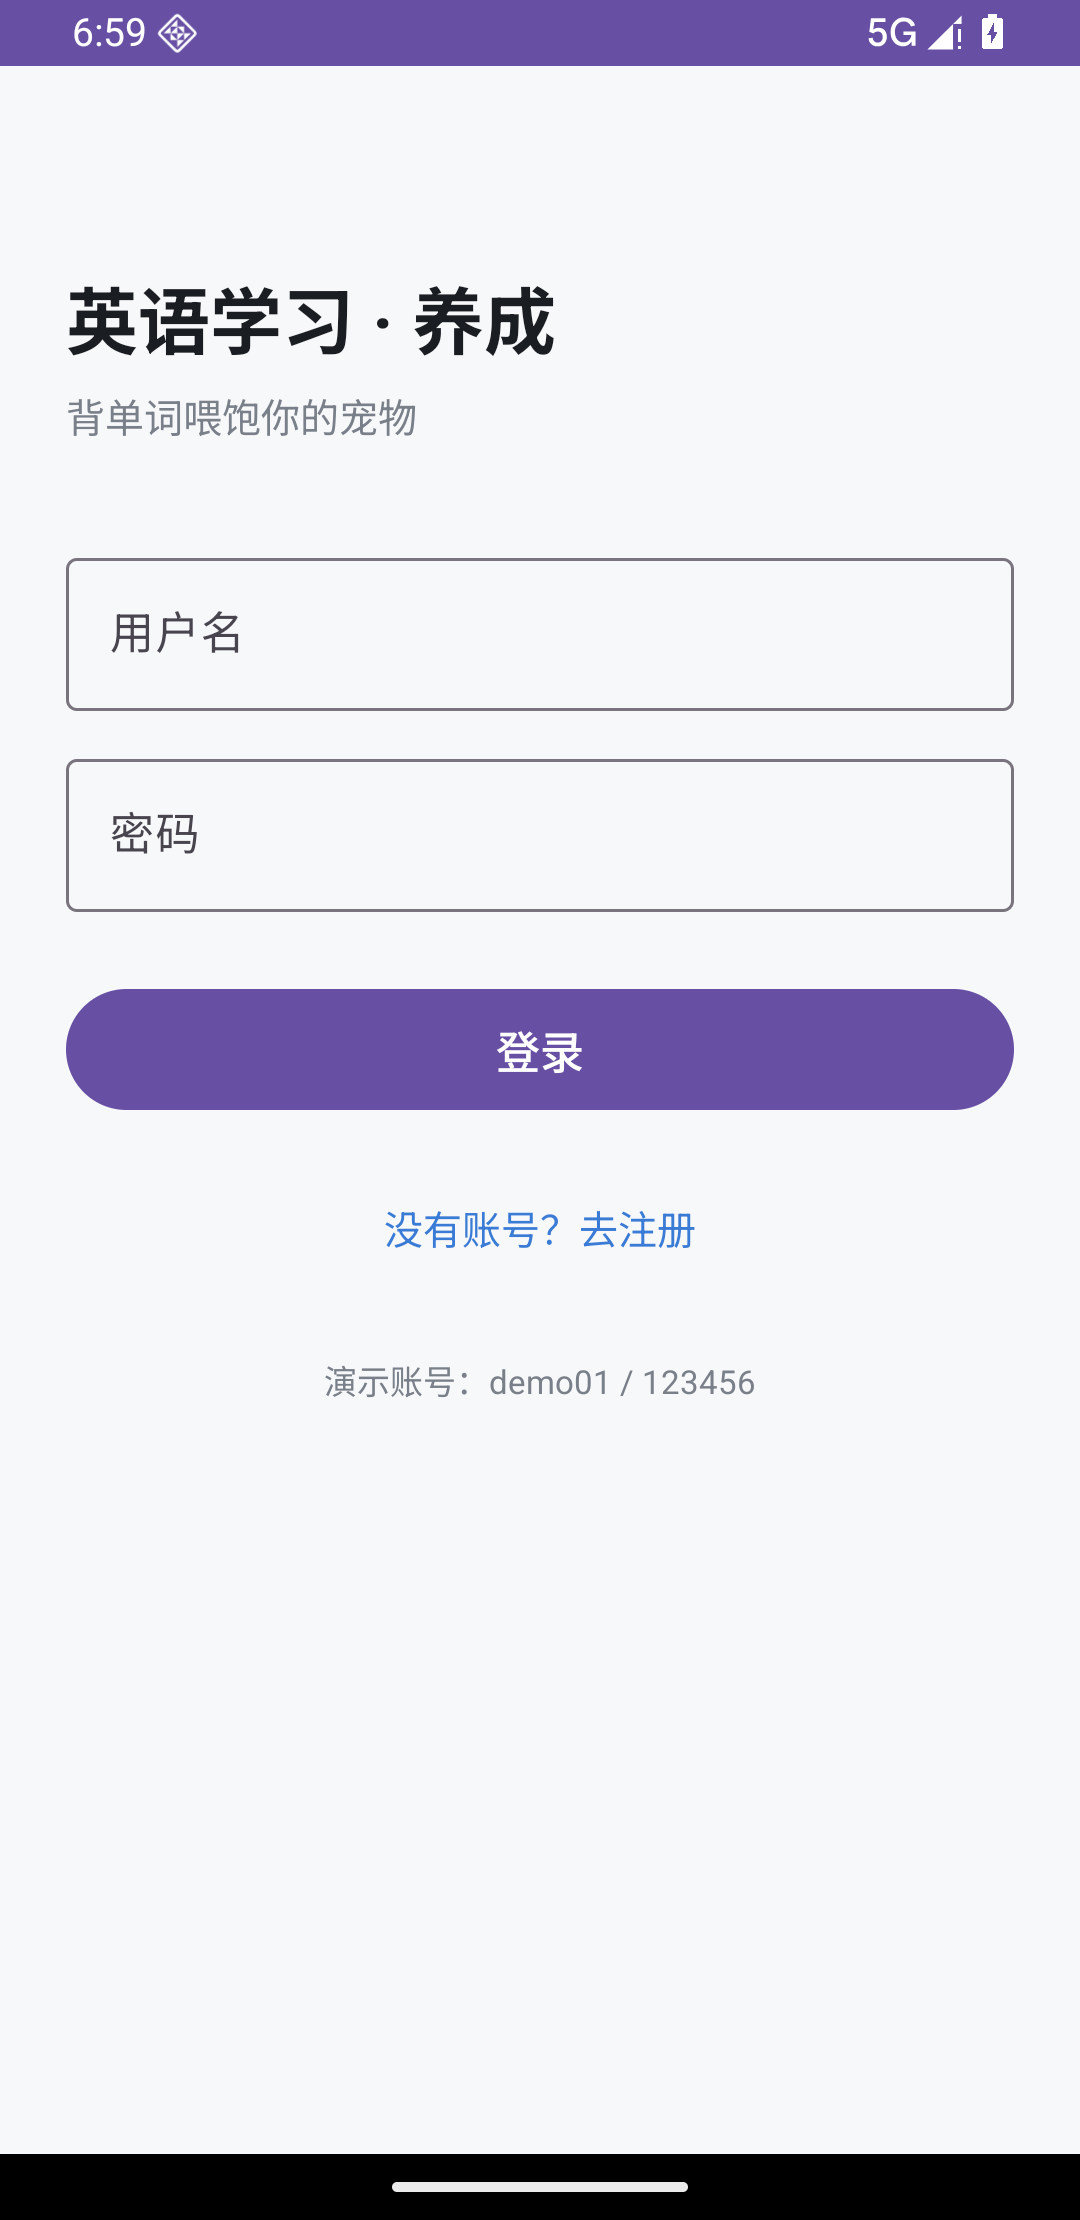 6:59 5G
英语学习 · 养成
背单词喂饱你的宠物
用户名
密码
登录
没有账号？去注册
演示账号：demo01 / 123456